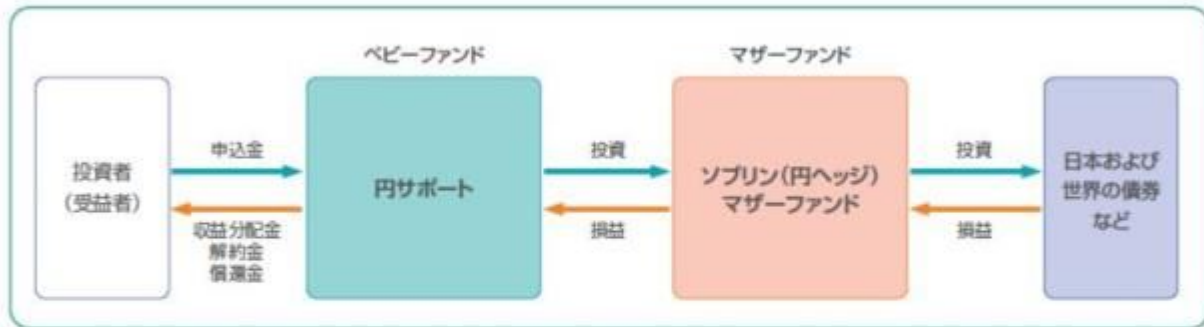 ベビーファンド
マザーファンド
投資者
(受益者)
申込金
収益分配金
解約金
償還金
円サポート
投資
損益
ソブリン(円ヘッジ)
マザーファンド
投資
損益
日本および
世界の債券
など